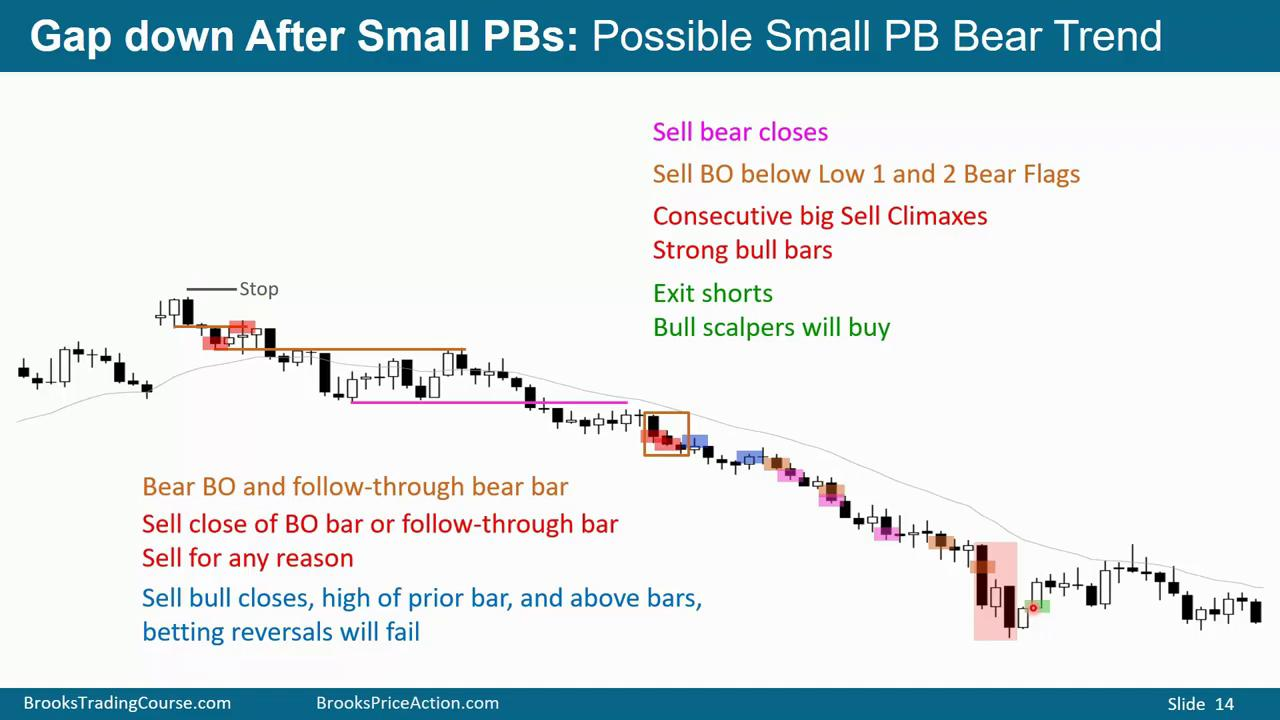 Gap down After Small PBs: Possible Small PB Bear Trend
Sell bear closes
Sell BO below Low 1 and 2 Bear Flags
Consecutive big Sell Climaxes
Strong bull bars
Exit shorts
Bull scalpers will buy
Stop
Bear BO and follow-through bear bar
Sell close of BO bar or follow-through bar
Sell for any reason
Sell bull closes, high of prior bar, and above bars,
betting reversals will fail
BrooksTradingCourse.com
BrooksPriceAction.com
Slide 14